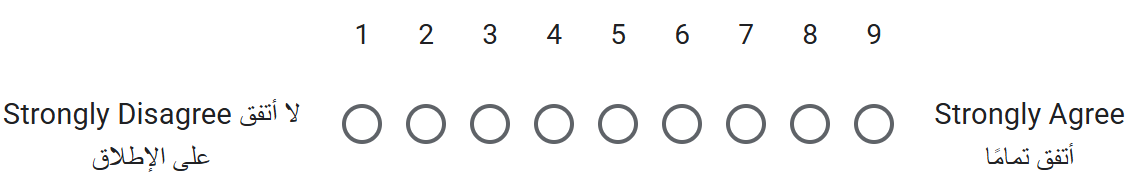 1 2 3 4 5 6 7 8 9
Strongly Disagree لا أتفق
على الإطلاق
Strongly Agree
أتفق تمامًا